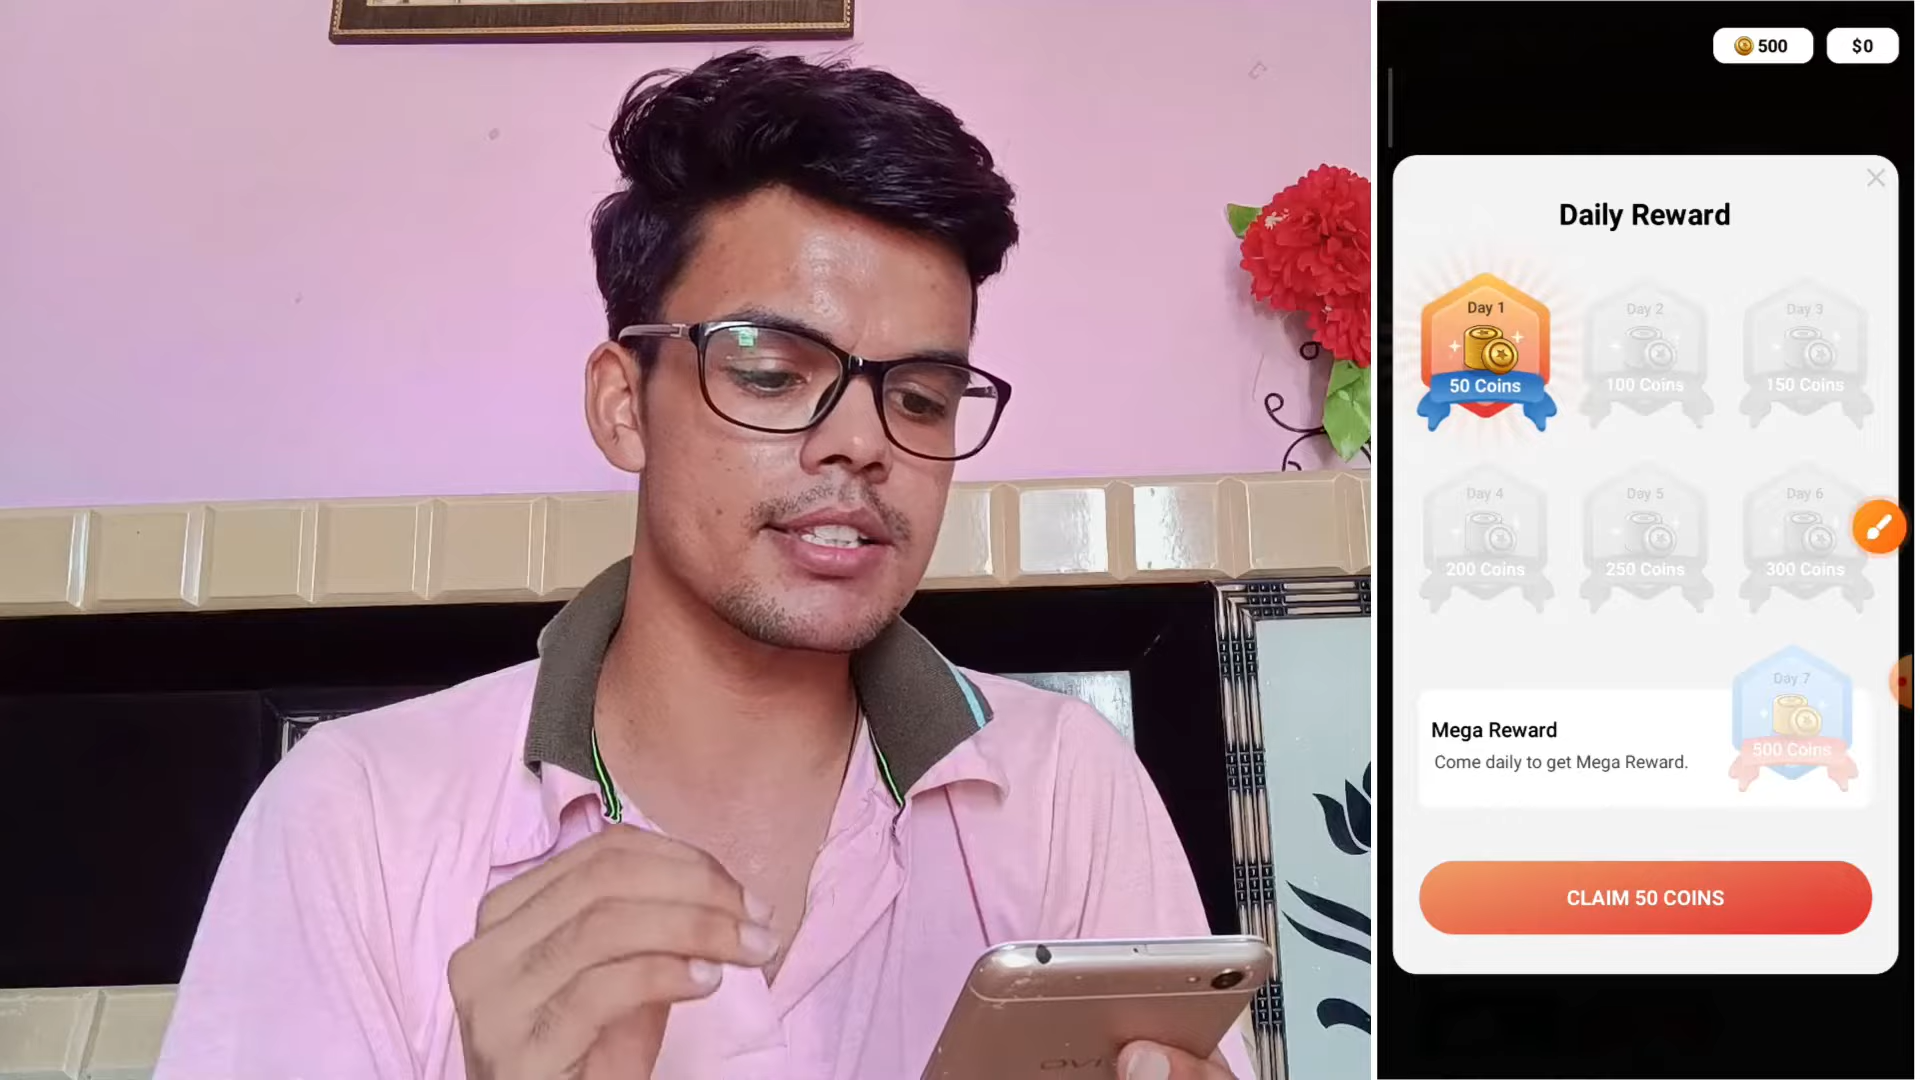 500
$0
Daily Reward
Day 1
50 Coins
Day 2
100 Coins
Day 3
150 Coins
Day 4
200 Coins
Day 5
250 Coins
Day 6
300 Coins
Mega Reward
Come daily to get Mega Reward.
Day 7
500 Coins
CLAIM 50 COINS